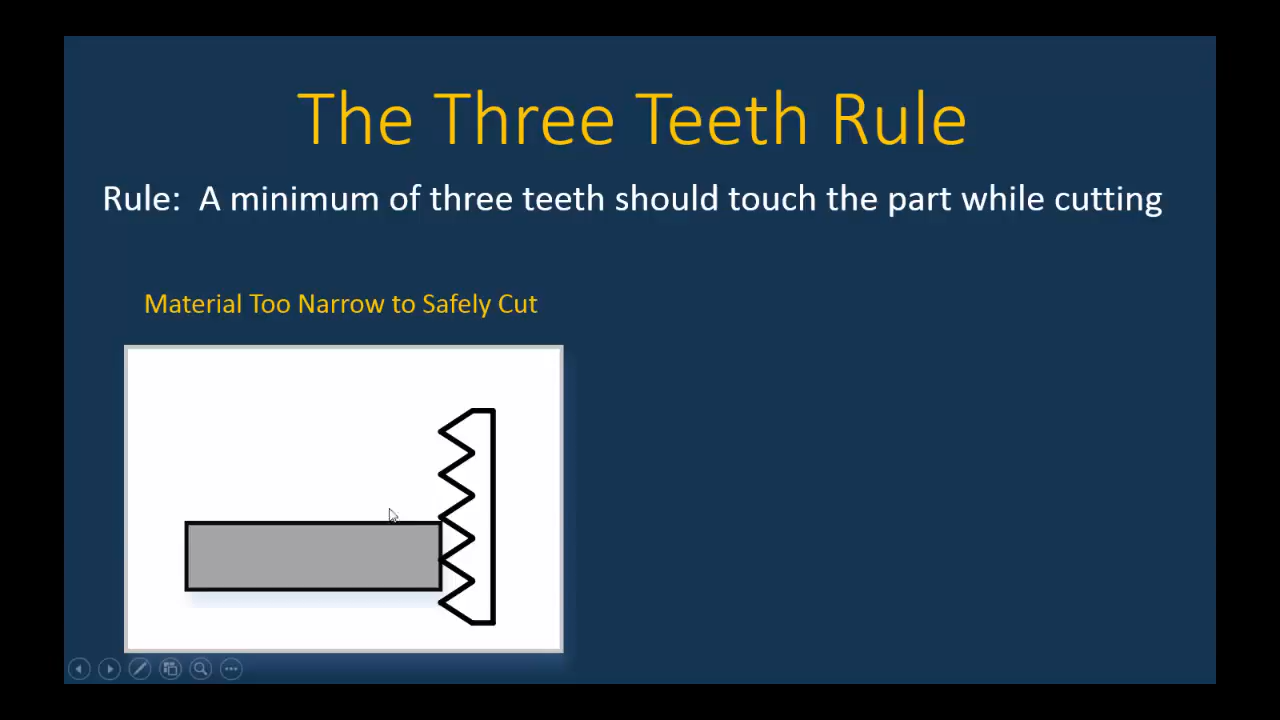 The Three Teeth Rule
Rule:  A minimum of three teeth should touch the part while cutting
Material Too Narrow to Safely Cut